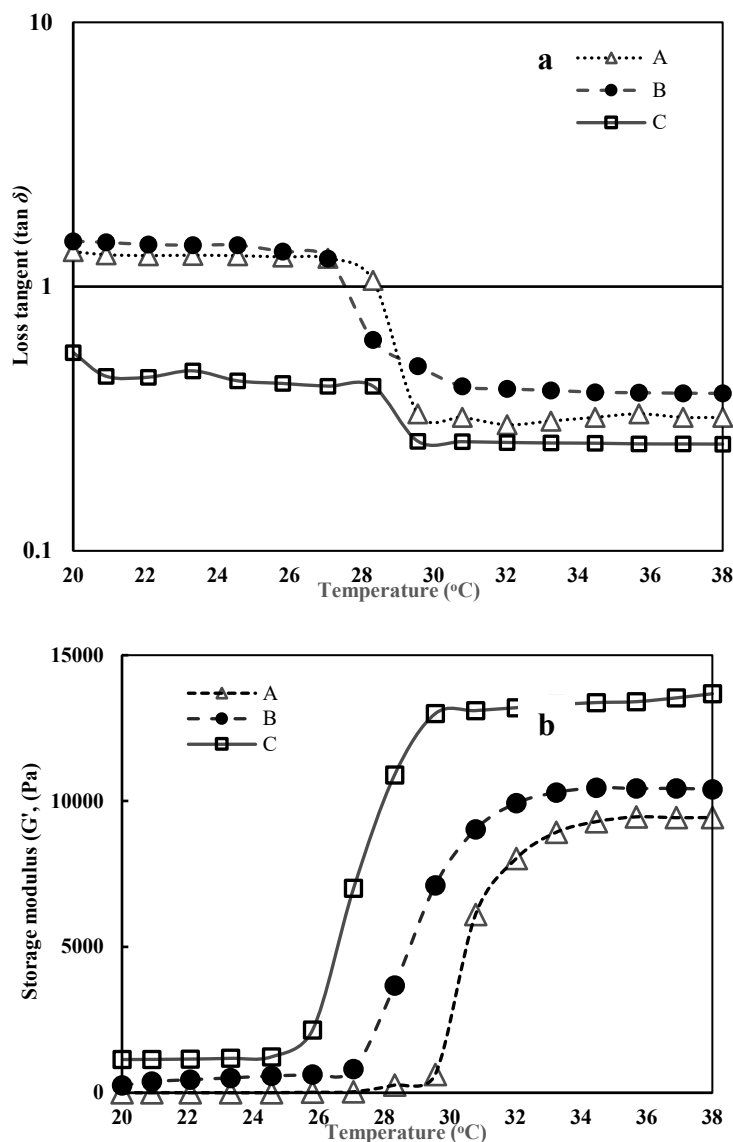 10
a
A
B
C
Loss tangent (tan δ)
1
0.1
20 22 24 26 28 30 32 34 36 38
Temperature (°C)
15000
A
B
C
b
10000
Storage modulus (G', (Pa)
5000
0
20 22 24 26 28 30 32 34 36 38
Temperature (°C)